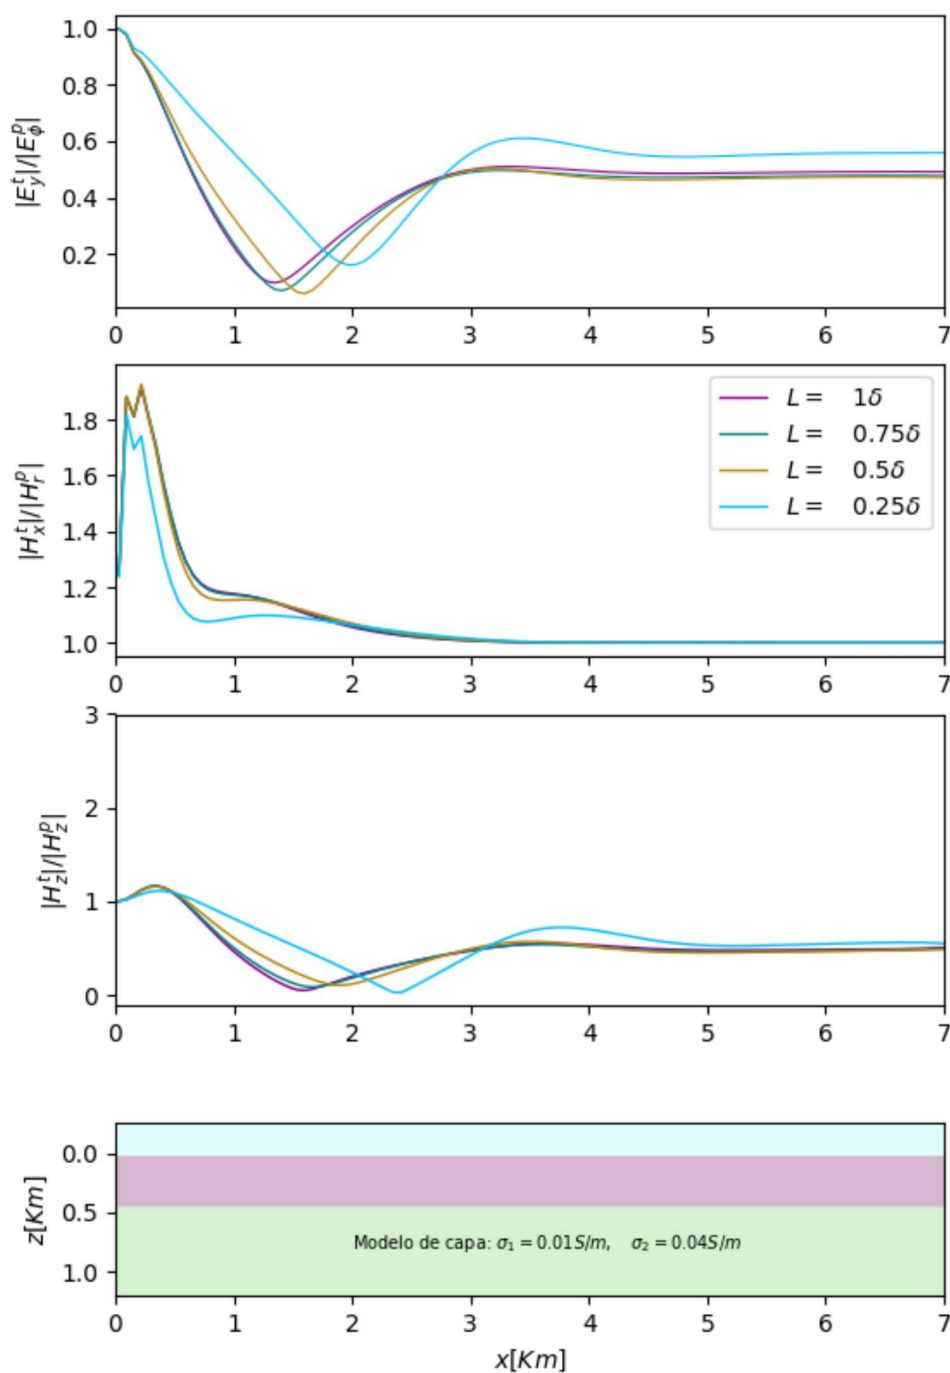 |E_y^t|/|E_ϕ^p|
1.0
0.8
0.6
0.4
0.2
0 1 2 3 4 5 6 7
|H_x^t|/|H_r^p|
1.8
1.6
1.4
1.2
1.0
L = 1δ
L = 0.75δ
L = 0.5δ
L = 0.25δ
0 1 2 3 4 5 6 7
|H_z^t|/|H_z^p|
3
2
1
0
0 1 2 3 4 5 6 7
z[Km]
0.0
0.5
1.0
Modelo de capa: σ₁ = 0.01S/m, σ₂ = 0.04S/m
0 1 2 3 4 5 6 7
x[Km]